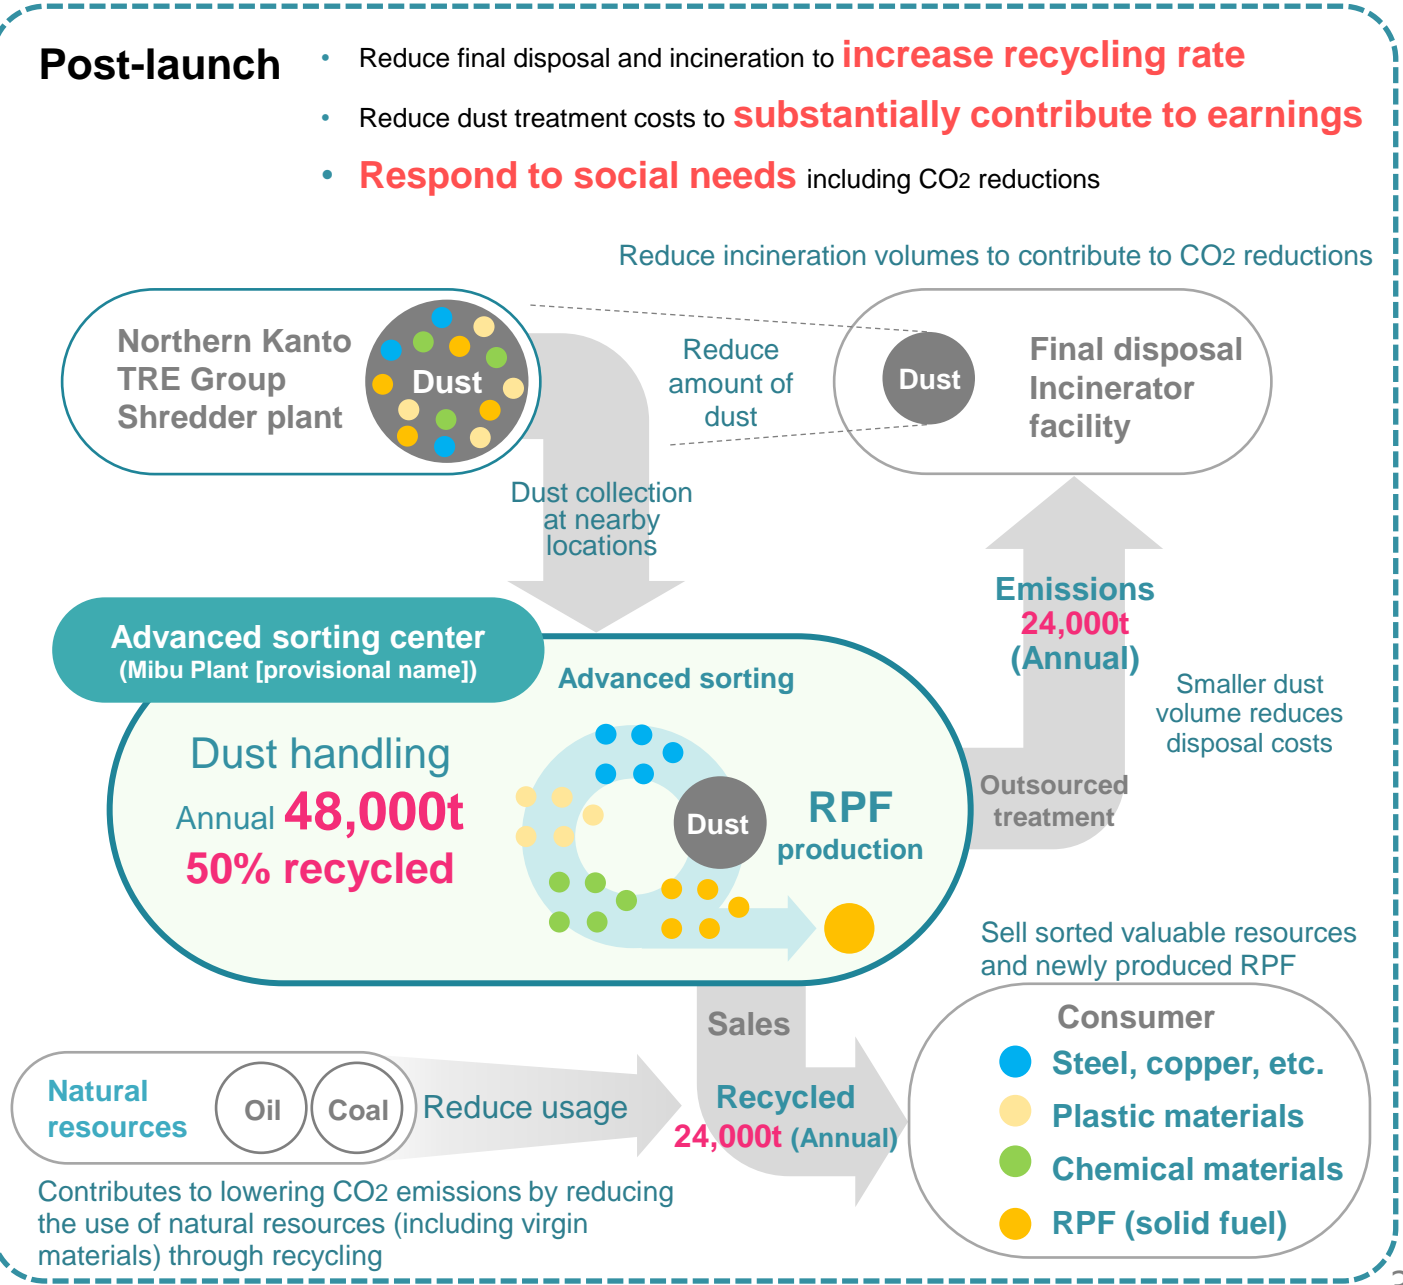 Post-launch
• Reduce final disposal and incineration to increase recycling rate
• Reduce dust treatment costs to substantially contribute to earnings
• Respond to social needs including CO2 reductions
Reduce incineration volumes to contribute to CO2 reductions
Northern Kanto
TRE Group
Shredder plant
Dust
Reduce
amount of
dust
Dust
Final disposal
Incinerator
facility
Dust collection
at nearby
locations
Emissions
24,000t
(Annual)
Smaller dust
volume reduces
disposal costs
Advanced sorting center
(Mibu Plant [provisional name])
Advanced sorting
Dust handling
Annual 48,000t
50% recycled
Dust
RPF
production
Outsourced
treatment
Sell sorted valuable resources
and newly produced RPF
Sales
Recycled
24,000t (Annual)
Consumer
Steel, copper, etc.
Plastic materials
Chemical materials
RPF (solid fuel)
Natural
resources
Oil
Coal
Reduce usage
Contributes to lowering CO2 emissions by reducing
the use of natural resources (including virgin
materials) through recycling